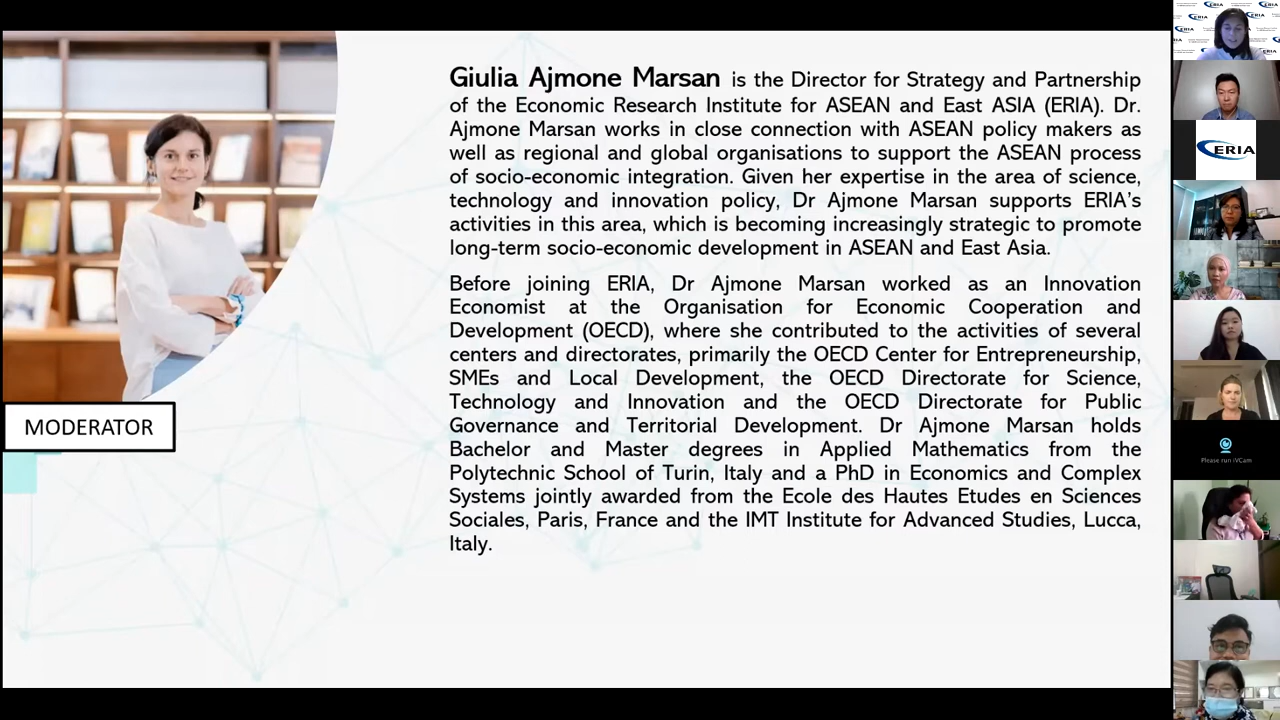 Giulia Ajmone Marsan is the Director for Strategy and Partnership
of the Economic Research Institute for ASEAN and East ASIA (ERIA). Dr.
Ajmone Marsan works in close connection with ASEAN policy makers as
well as regional and global organisations to support the ASEAN process
of socio-economic integration. Given her expertise in the area of science,
technology and innovation policy, Dr Ajmone Marsan supports ERIA's
activities in this area, which is becoming increasingly strategic to promote
long-term socio-economic development in ASEAN and East Asia.
Before joining ERIA, Dr Ajmone Marsan worked as an Innovation
Economist at the Organisation for Economic Cooperation and
Development (OECD), where she contributed to the activities of several
centers and directorates, primarily the OECD Center for Entrepreneurship,
SMEs and Local Development, the OECD Directorate for Science,
Technology and Innovation and the OECD Directorate for Public
Governance and Territorial Development. Dr Ajmone Marsan holds
Bachelor and Master degrees in Applied Mathematics from the
Polytechnic School of Turin, Italy and a PhD in Economics and Complex
Systems jointly awarded from the Ecole des Hautes Etudes en Sciences
Sociales, Paris, France and the IMT Institute for Advanced Studies, Lucca,
Italy.
MODERATOR
ERIA
ERIA
ERIA
ERIA
ERIA
Please run iVCam